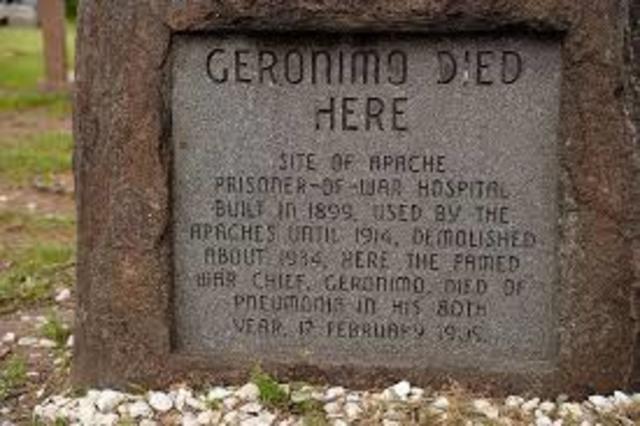 GERONIMO DIED
HERE
SITE OF APACHE
PRISONER-OF-WAR HOSPITAL
BUILT IN 1899, USED BY THE
APACHES UNTIL 1914, DEMOLISHED
ABOUT 1934, HERE THE FAMED
WAR CHIEF, GERONIMO, DIED OF
PNEUMONIA IN HIS 80TH
YEAR, 17 FEBRUARY